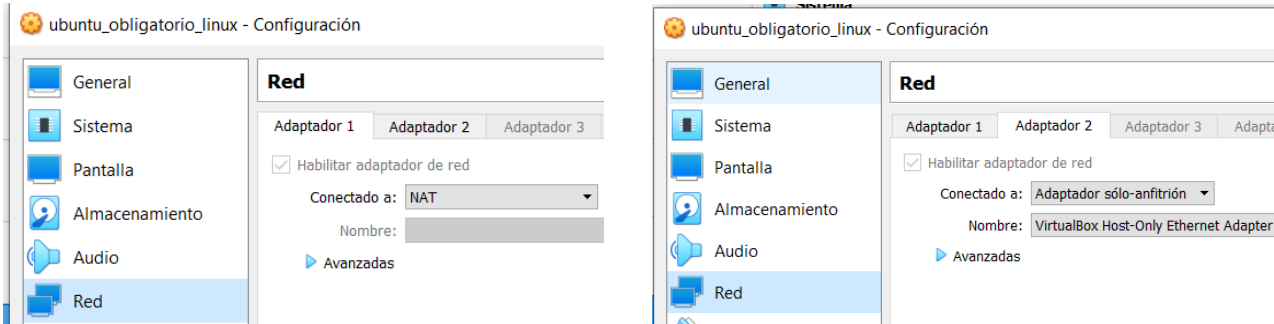 ubuntu_obligatorio_linux - Configuración
General
Sistema
Pantalla
Almacenamiento
Audio
Red
Red
Adaptador 1 Adaptador 2 Adaptador 3
Habilitar adaptador de red
Conectado a: NAT
Nombre:
Avanzadas
Sistema
ubuntu_obligatorio_linux - Configuración
General
Sistema
Pantalla
Almacenamiento
Audio
Red
Red
Adaptador 1 Adaptador 2 Adaptador 3 Adapta
Habilitar adaptador de red
Conectado a: Adaptador sólo-anfitrión
Nombre: VirtualBox Host-Only Ethernet Adapter
Avanzadas